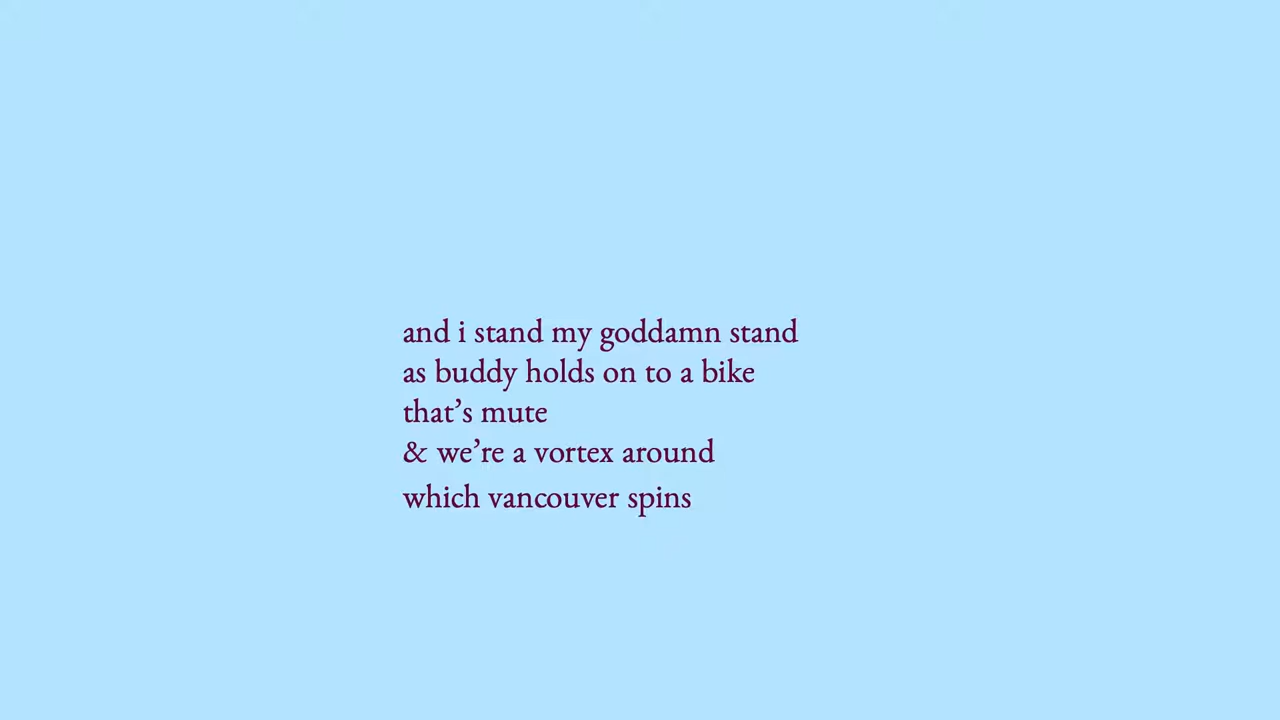 and i stand my goddamn stand
as buddy holds on to a bike
that’s mute
& we’re a vortex around
which vancouver spins